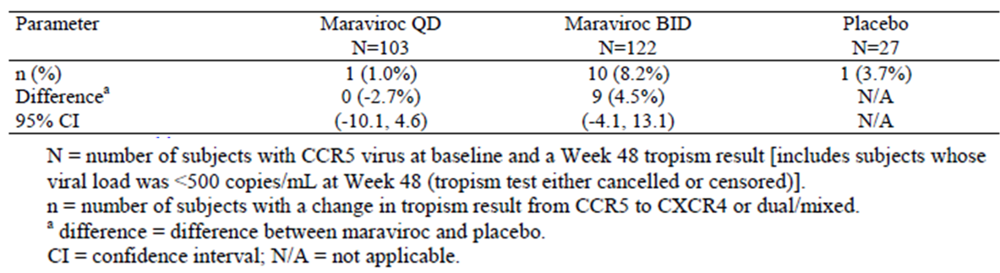 Parameter Maraviroc QD Maraviroc BID Placebo
N=103 N=122 N=27
n (%) 1 (1.0%) 10 (8.2%) 1 (3.7%)
Differenceᵃ 0 (-2.7%) 9 (4.5%) N/A
95% CI (-10.1, 4.6) (-4.1, 13.1) N/A
N = number of subjects with CCR5 virus at baseline and a Week 48 tropism result [includes subjects whose
viral load was <500 copies/mL at Week 48 (tropism test either cancelled or censored)].
n = number of subjects with a change in tropism result from CCR5 to CXCR4 or dual/mixed.
ᵃ difference = difference between maraviroc and placebo.
CI = confidence interval; N/A = not applicable.